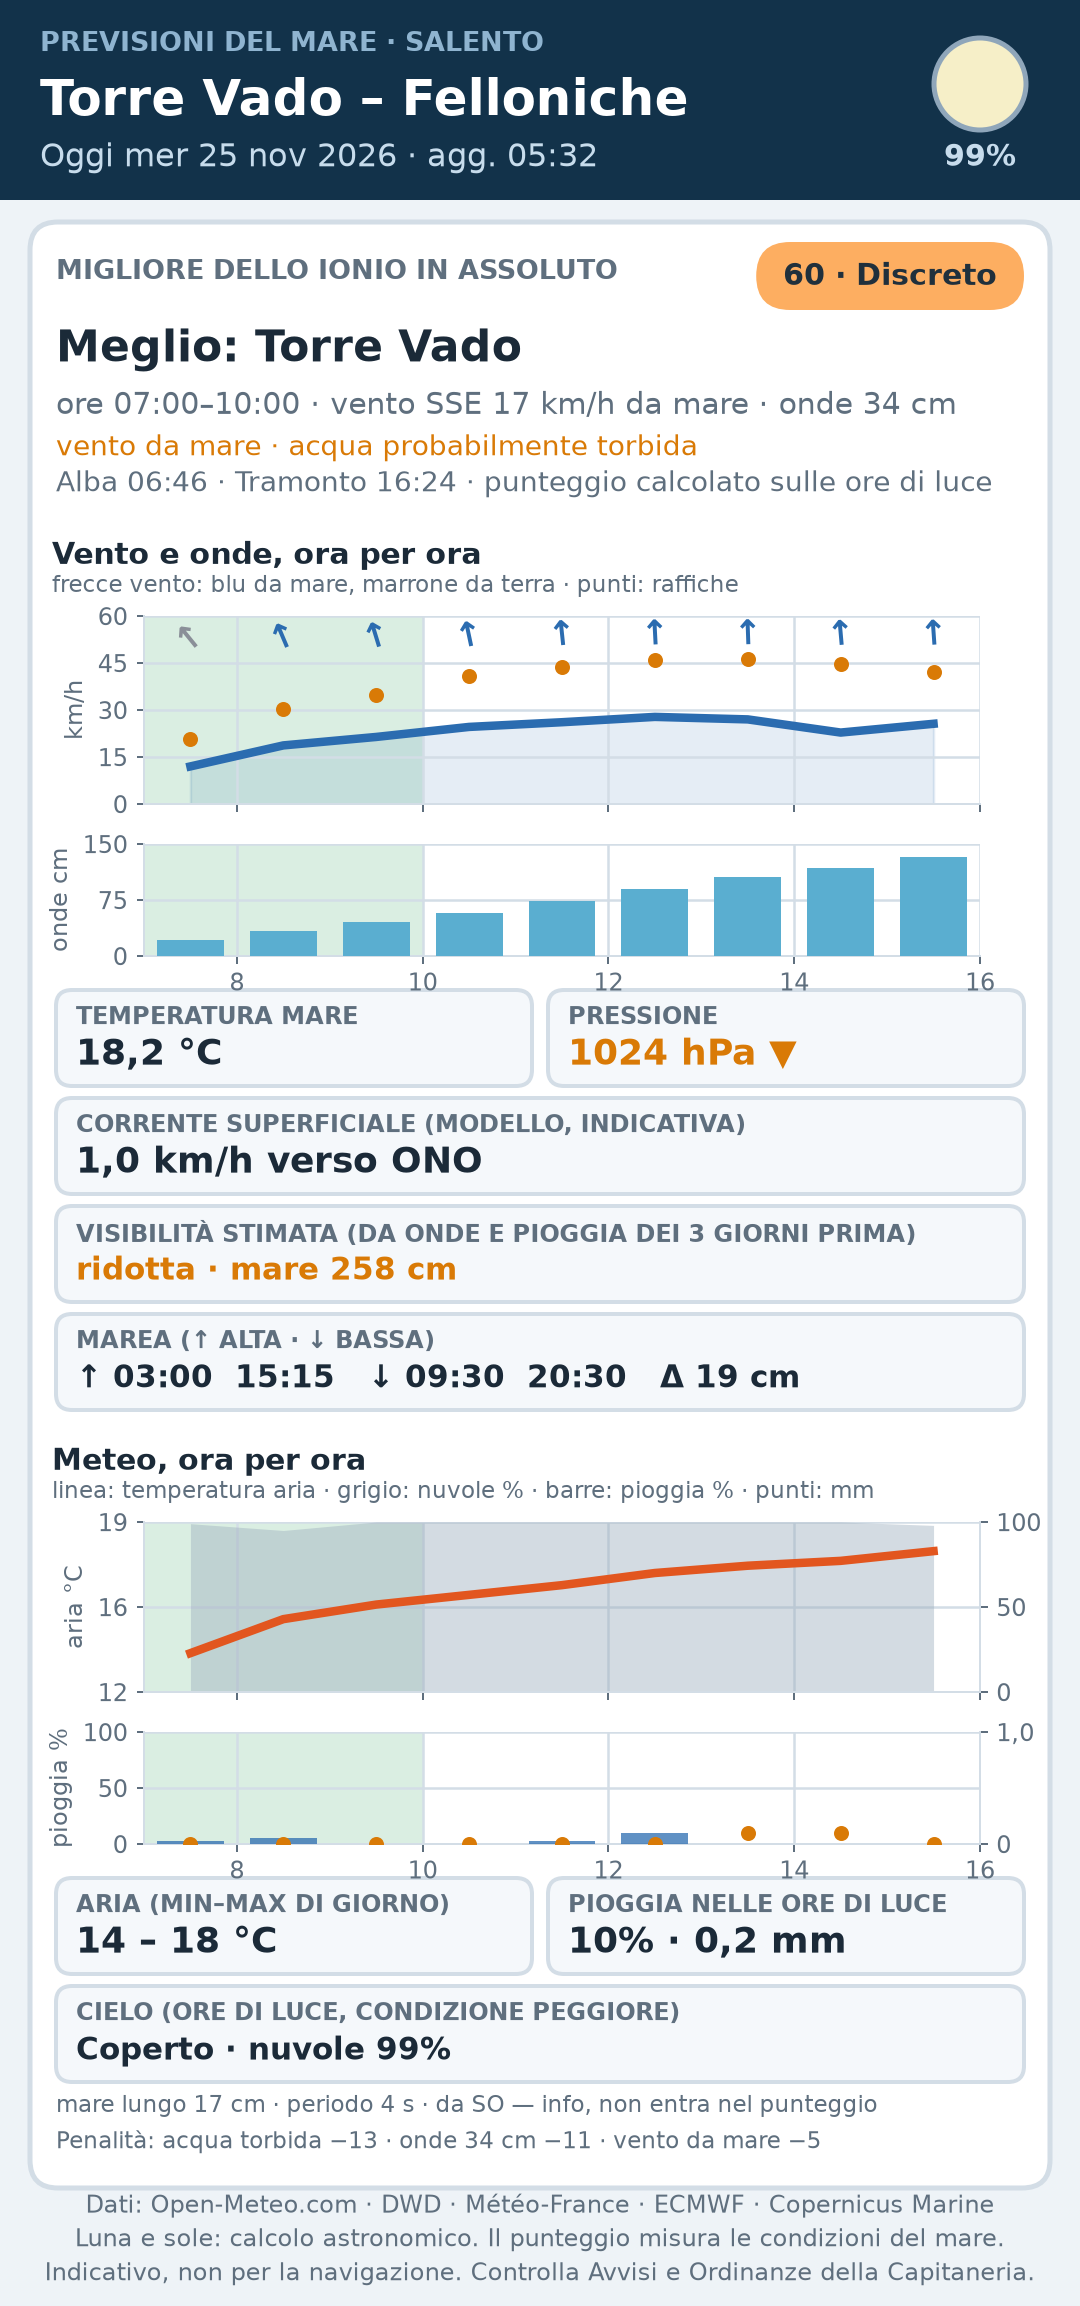 PREVISIONI DEL MARE · SALENTO
Torre Vado – Felloniche
Oggi mer 25 nov 2026 · agg. 05:32
99%
MIGLIORE DELLO IONIO IN ASSOLUTO
60 · Discreto
Meglio: Torre Vado
ore 07:00–10:00 · vento SSE 17 km/h da mare · onde 34 cm
vento da mare · acqua probabilmente torbida
Alba 06:46 · Tramonto 16:24 · punteggio calcolato sulle ore di luce
Vento e onde, ora per ora
frecce vento: blu da mare, marrone da terra · punti: raffiche
60
45
30
15
0
km/h
150
75
0
onde cm
8 10 12 14 16
TEMPERATURA MARE
18,2 °C
PRESSIONE
1024 hPa ▼
CORRENTE SUPERFICIALE (MODELLO, INDICATIVA)
1,0 km/h verso ONO
VISIBILITÀ STIMATA (DA ONDE E PIOGGIA DEI 3 GIORNI PRIMA)
ridotta · mare 258 cm
MAREA (↑ ALTA · ↓ BASSA)
↑ 03:00 15:15 ↓ 09:30 20:30 Δ 19 cm
Meteo, ora per ora
linea: temperatura aria · grigio: nuvole % · barre: pioggia % · punti: mm
19
16
12
aria °C
100
50
0
100
50
0
pioggia %
1,0
0
8 10 12 14 16
ARIA (MIN–MAX DI GIORNO)
14 – 18 °C
PIOGGIA NELLE ORE DI LUCE
10% · 0,2 mm
CIELO (ORE DI LUCE, CONDIZIONE PEGGIORE)
Coperto · nuvole 99%
mare lungo 17 cm · periodo 4 s · da SO — info, non entra nel punteggio
Penalità: acqua torbida −13 · onde 34 cm −11 · vento da mare −5
Dati: Open-Meteo.com · DWD · Météo-France · ECMWF · Copernicus Marine
Luna e sole: calcolo astronomico. Il punteggio misura le condizioni del mare.
Indicativo, non per la navigazione. Controlla Avvisi e Ordinanze della Capitaneria.